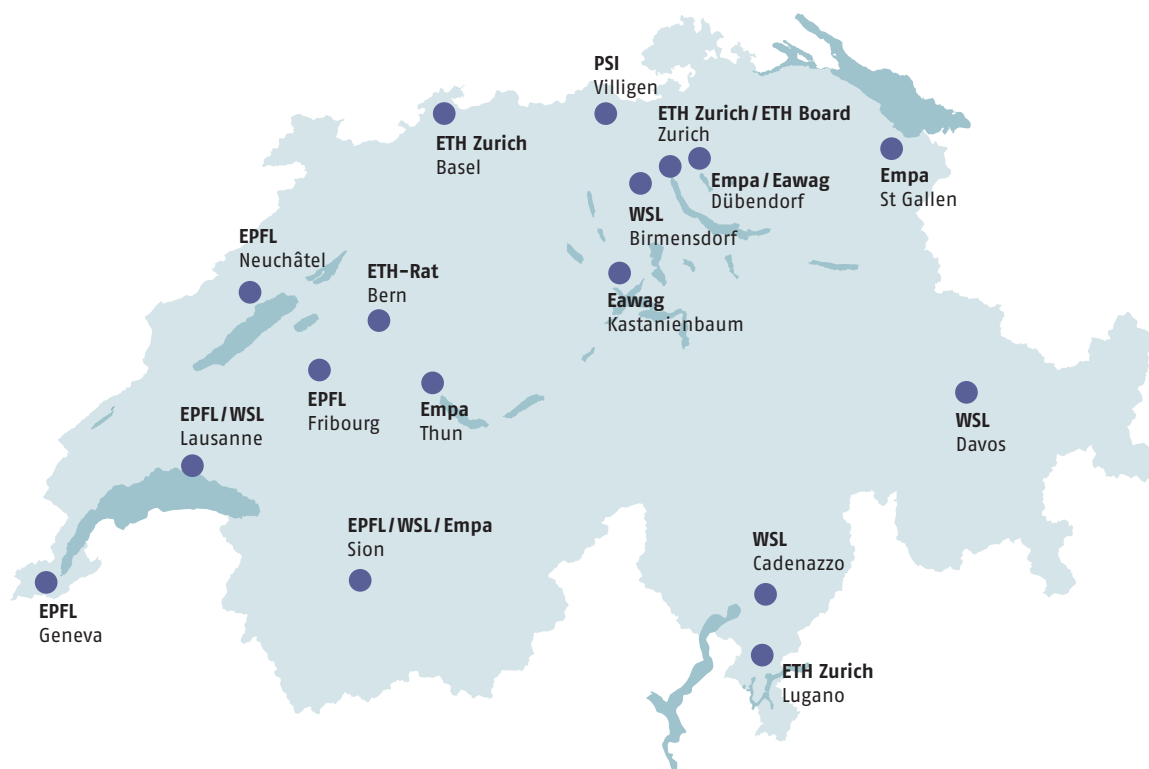 PSI
Villigen
ETH Zurich / ETH Board
Zurich
ETH Zurich
Basel
Empa / Eawag
Dübendorf
Empa
St Gallen
WSL
Birmensdorf
EPFL
Neuchâtel
ETH-Rat
Bern
Eawag
Kastanienbaum
EPFL
Fribourg
Empa
Thun
EPFL / WSL
Lausanne
WSL
Davos
EPFL / WSL / Empa
Sion
WSL
Cadenazzo
EPFL
Geneva
ETH Zurich
Lugano